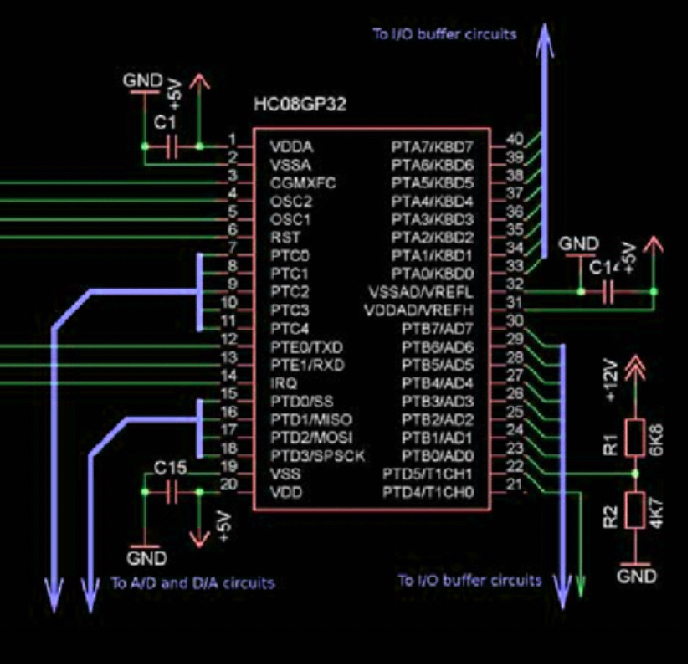 To I/O buffer circuits
GND
+5V
C1
HC08GP32
1 VDDA PTA7/KBD7 40
2 VSSA PTA6/KBD6 39
3 CGMXFC PTA5/KBD5 38
4 OSC2 PTA4/KBD4 37
5 OSC1 PTA3/KBD3 36
6 RST PTA2/KBD2 35
7 PTC0 PTA1/KBD1 34
8 PTC1 PTA0/KBD0 33
9 PTC2 VSSAD/VREFL 32
10 PTC3 VDDAD/VREFH 31
11 PTC4 PTB7/AD7 30
12 PTE0/TXD PTB6/AD6 29
13 PTE1/RXD PTB5/AD5 28
14 IRQ PTB4/AD4 27
15 PTD0/SS PTB3/AD3 26
16 PTD1/MISO PTB2/AD2 25
17 PTD2/MOSI PTB1/AD1 24
18 PTD3/SPSCK PTB0/AD0 23
19 VSS PTD5/T1CH1 22
20 VDD PTD4/T1CH0 21
GND
C14
+5V
+12V
R1
6K8
R2
4K7
GND
C15
+5V
GND
To A/D and D/A circuits
To I/O buffer circuits